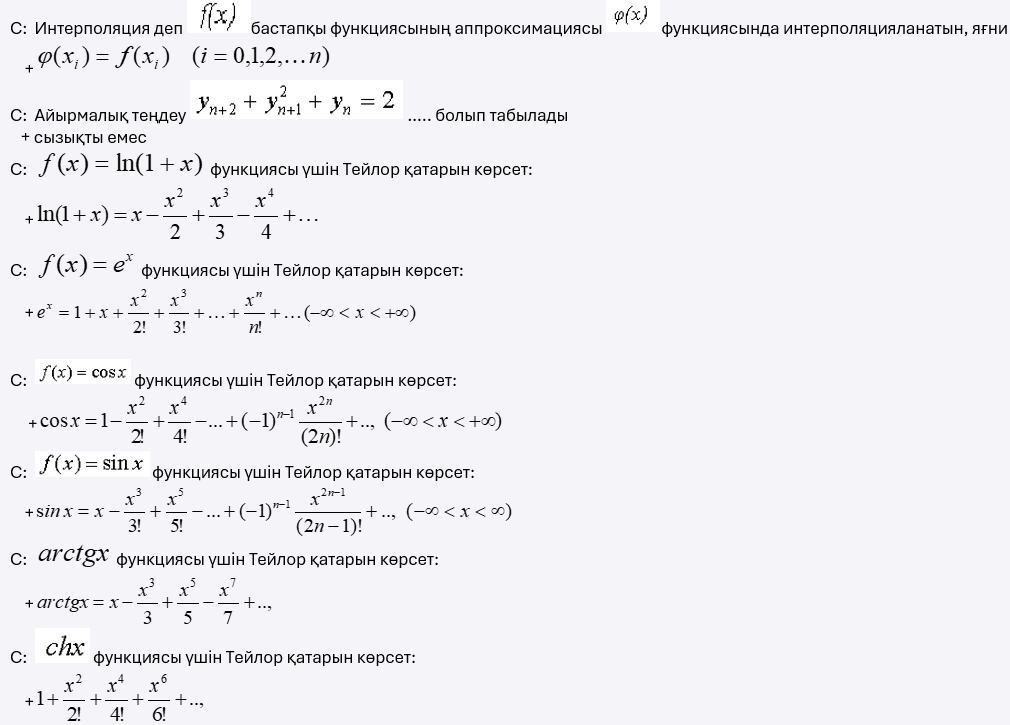 С: Интерполяция деп f(x) бастапқы функциясының аппроксимациясы φ(x) функциясында интерполяцияланатын, яғни
+ φ(xᵢ) = f(xᵢ) (i = 0,1,2,…n)
С: Айырмалық теңдеу yₙ₊₂ + y²ₙ₊₁ + yₙ = 2 ..... болып табылады
+ сызықты емес
С: f(x) = ln(1 + x) функциясы үшін Тейлор қатарын көрсет:
+ ln(1 + x) = x − x²/2 + x³/3 − x⁴/4 + …
С: f(x) = eˣ функциясы үшін Тейлор қатарын көрсет:
+ eˣ = 1 + x + x²/2! + x³/3! + … + xⁿ/n! + … (−∞ < x < +∞)
С: f(x) = cos x функциясы үшін Тейлор қатарын көрсет:
+ cos x = 1 − x²/2! + x⁴/4! − ... + (−1)ⁿ⁻¹ x²ⁿ/(2n)! + .., (−∞ < x < +∞)
С: f(x) = sin x функциясы үшін Тейлор қатарын көрсет:
+ sin x = x − x³/3! + x⁵/5! − ... + (−1)ⁿ⁻¹ x²ⁿ⁻¹/(2n − 1)! + .., (−∞ < x < ∞)
С: arctgx функциясы үшін Тейлор қатарын көрсет:
+ arctgx = x − x³/3 + x⁵/5 − x⁷/7 + ..,
С: chx функциясы үшін Тейлор қатарын көрсет:
+ 1 + x²/2! + x⁴/4! + x⁶/6! + ..,